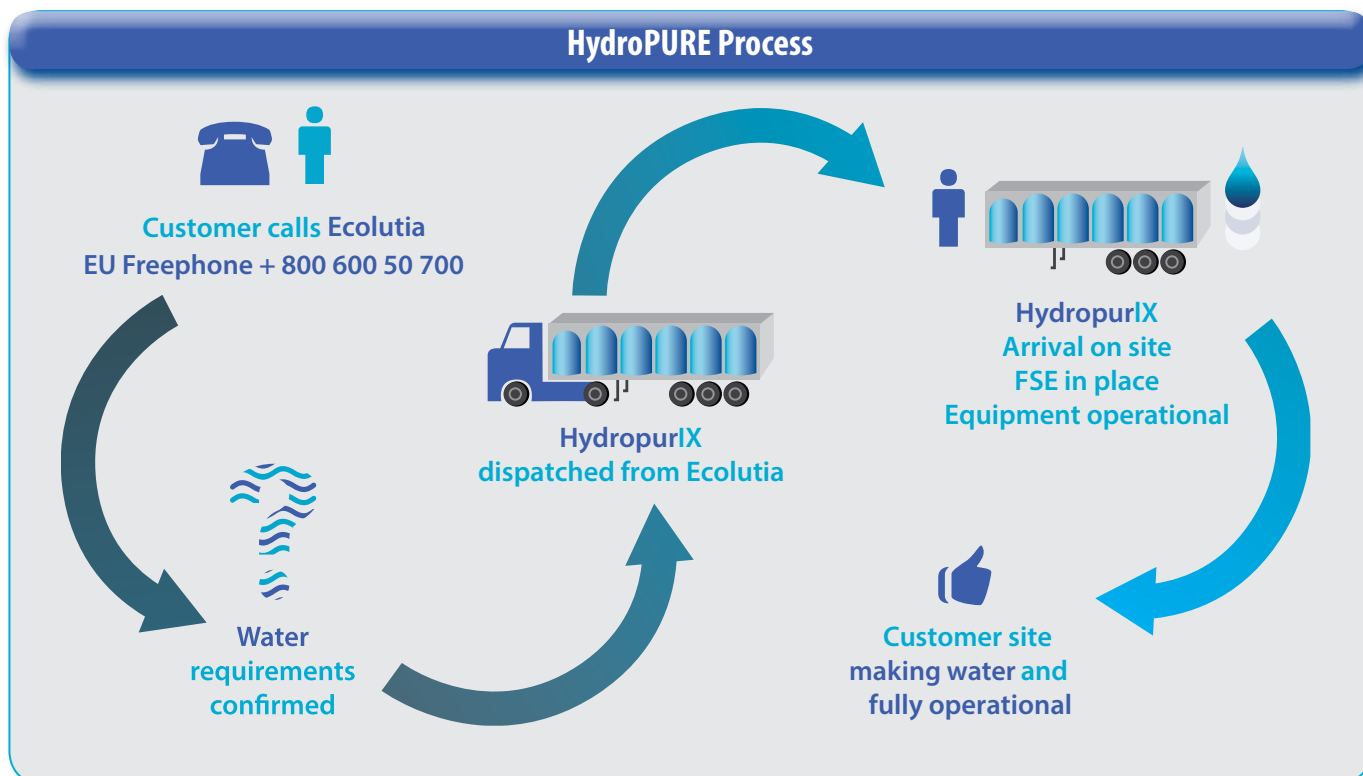 HydroPURE Process
Customer calls Ecolutia
EU Freephone + 800 600 50 700
Water
requirements
confirmed
HydropurIX
dispatched from Ecolutia
HydropurIX
Arrival on site
FSE in place
Equipment operational
Customer site
making water and
fully operational